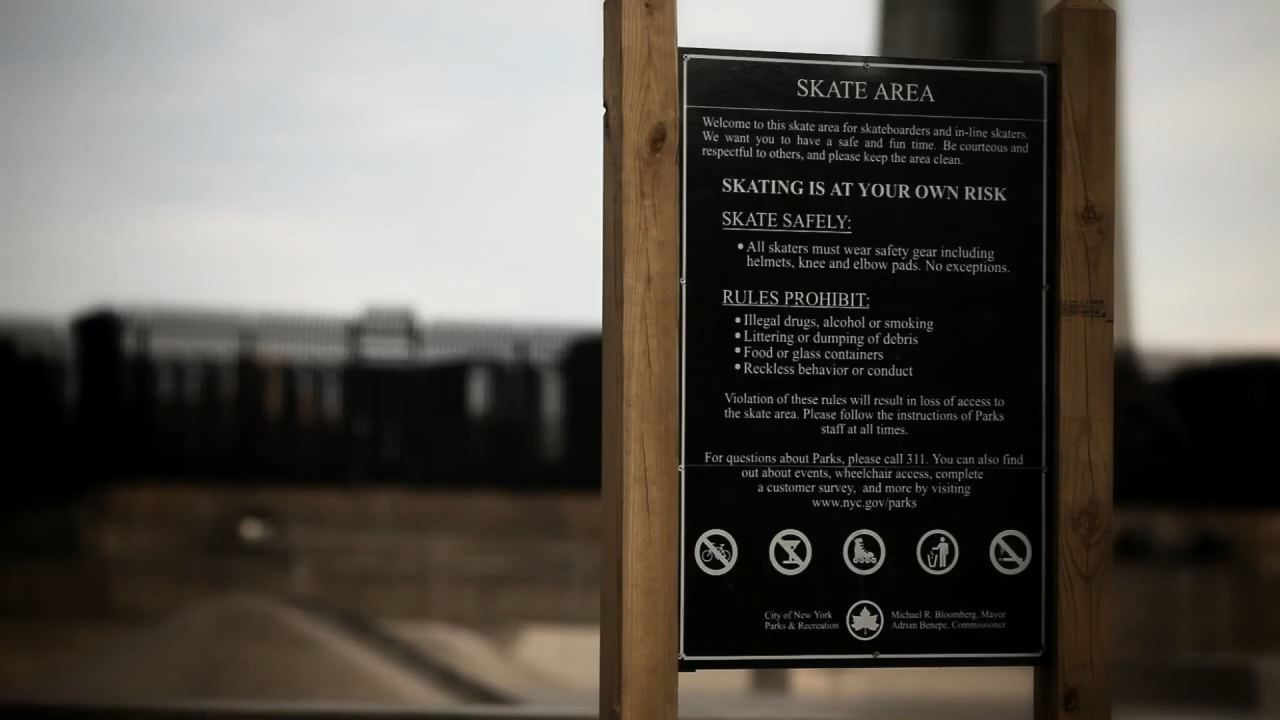 SKATE AREA
Welcome to this skate area for skateboarders and in-line skaters.
We want you to have a safe and fun time. Be courteous and
respectful to others, and please keep the area clean.
SKATING IS AT YOUR OWN RISK
SKATE SAFELY:
• All skaters must wear safety gear including
helmets, knee and elbow pads. No exceptions.
RULES PROHIBIT:
• Illegal drugs, alcohol or smoking
• Littering or dumping of debris
• Food or glass containers
• Reckless behavior or conduct
Violation of these rules will result in loss of access to
the skate area. Please follow the instructions of Parks
staff at all times.
For questions about Parks, please call 311. You can also find
out about events, wheelchair access, complete
a customer survey, and more by visiting
www.nyc.gov/parks
City of New York
Parks & Recreation
Michael R. Bloomberg, Mayor
Adrian Benepe, Commissioner